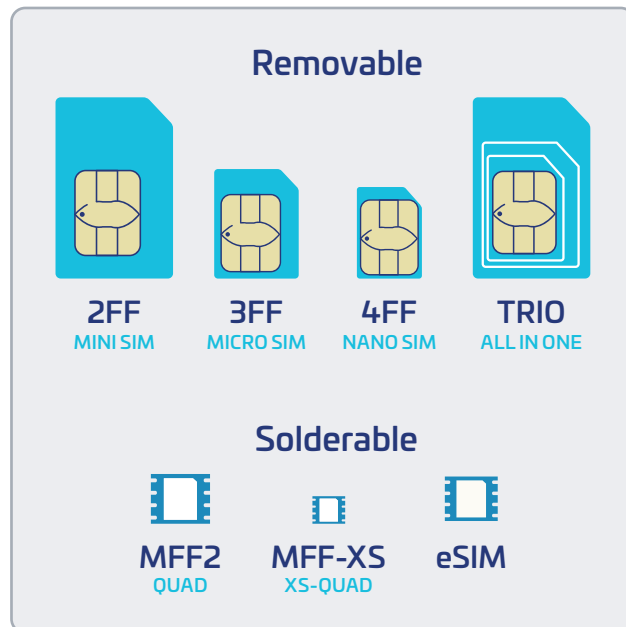 Removable
2FF
MINI SIM
3FF
MICRO SIM
4FF
NANO SIM
TRIO
ALL IN ONE
Solderable
MFF2
QUAD
MFF-XS
XS-QUAD
eSIM